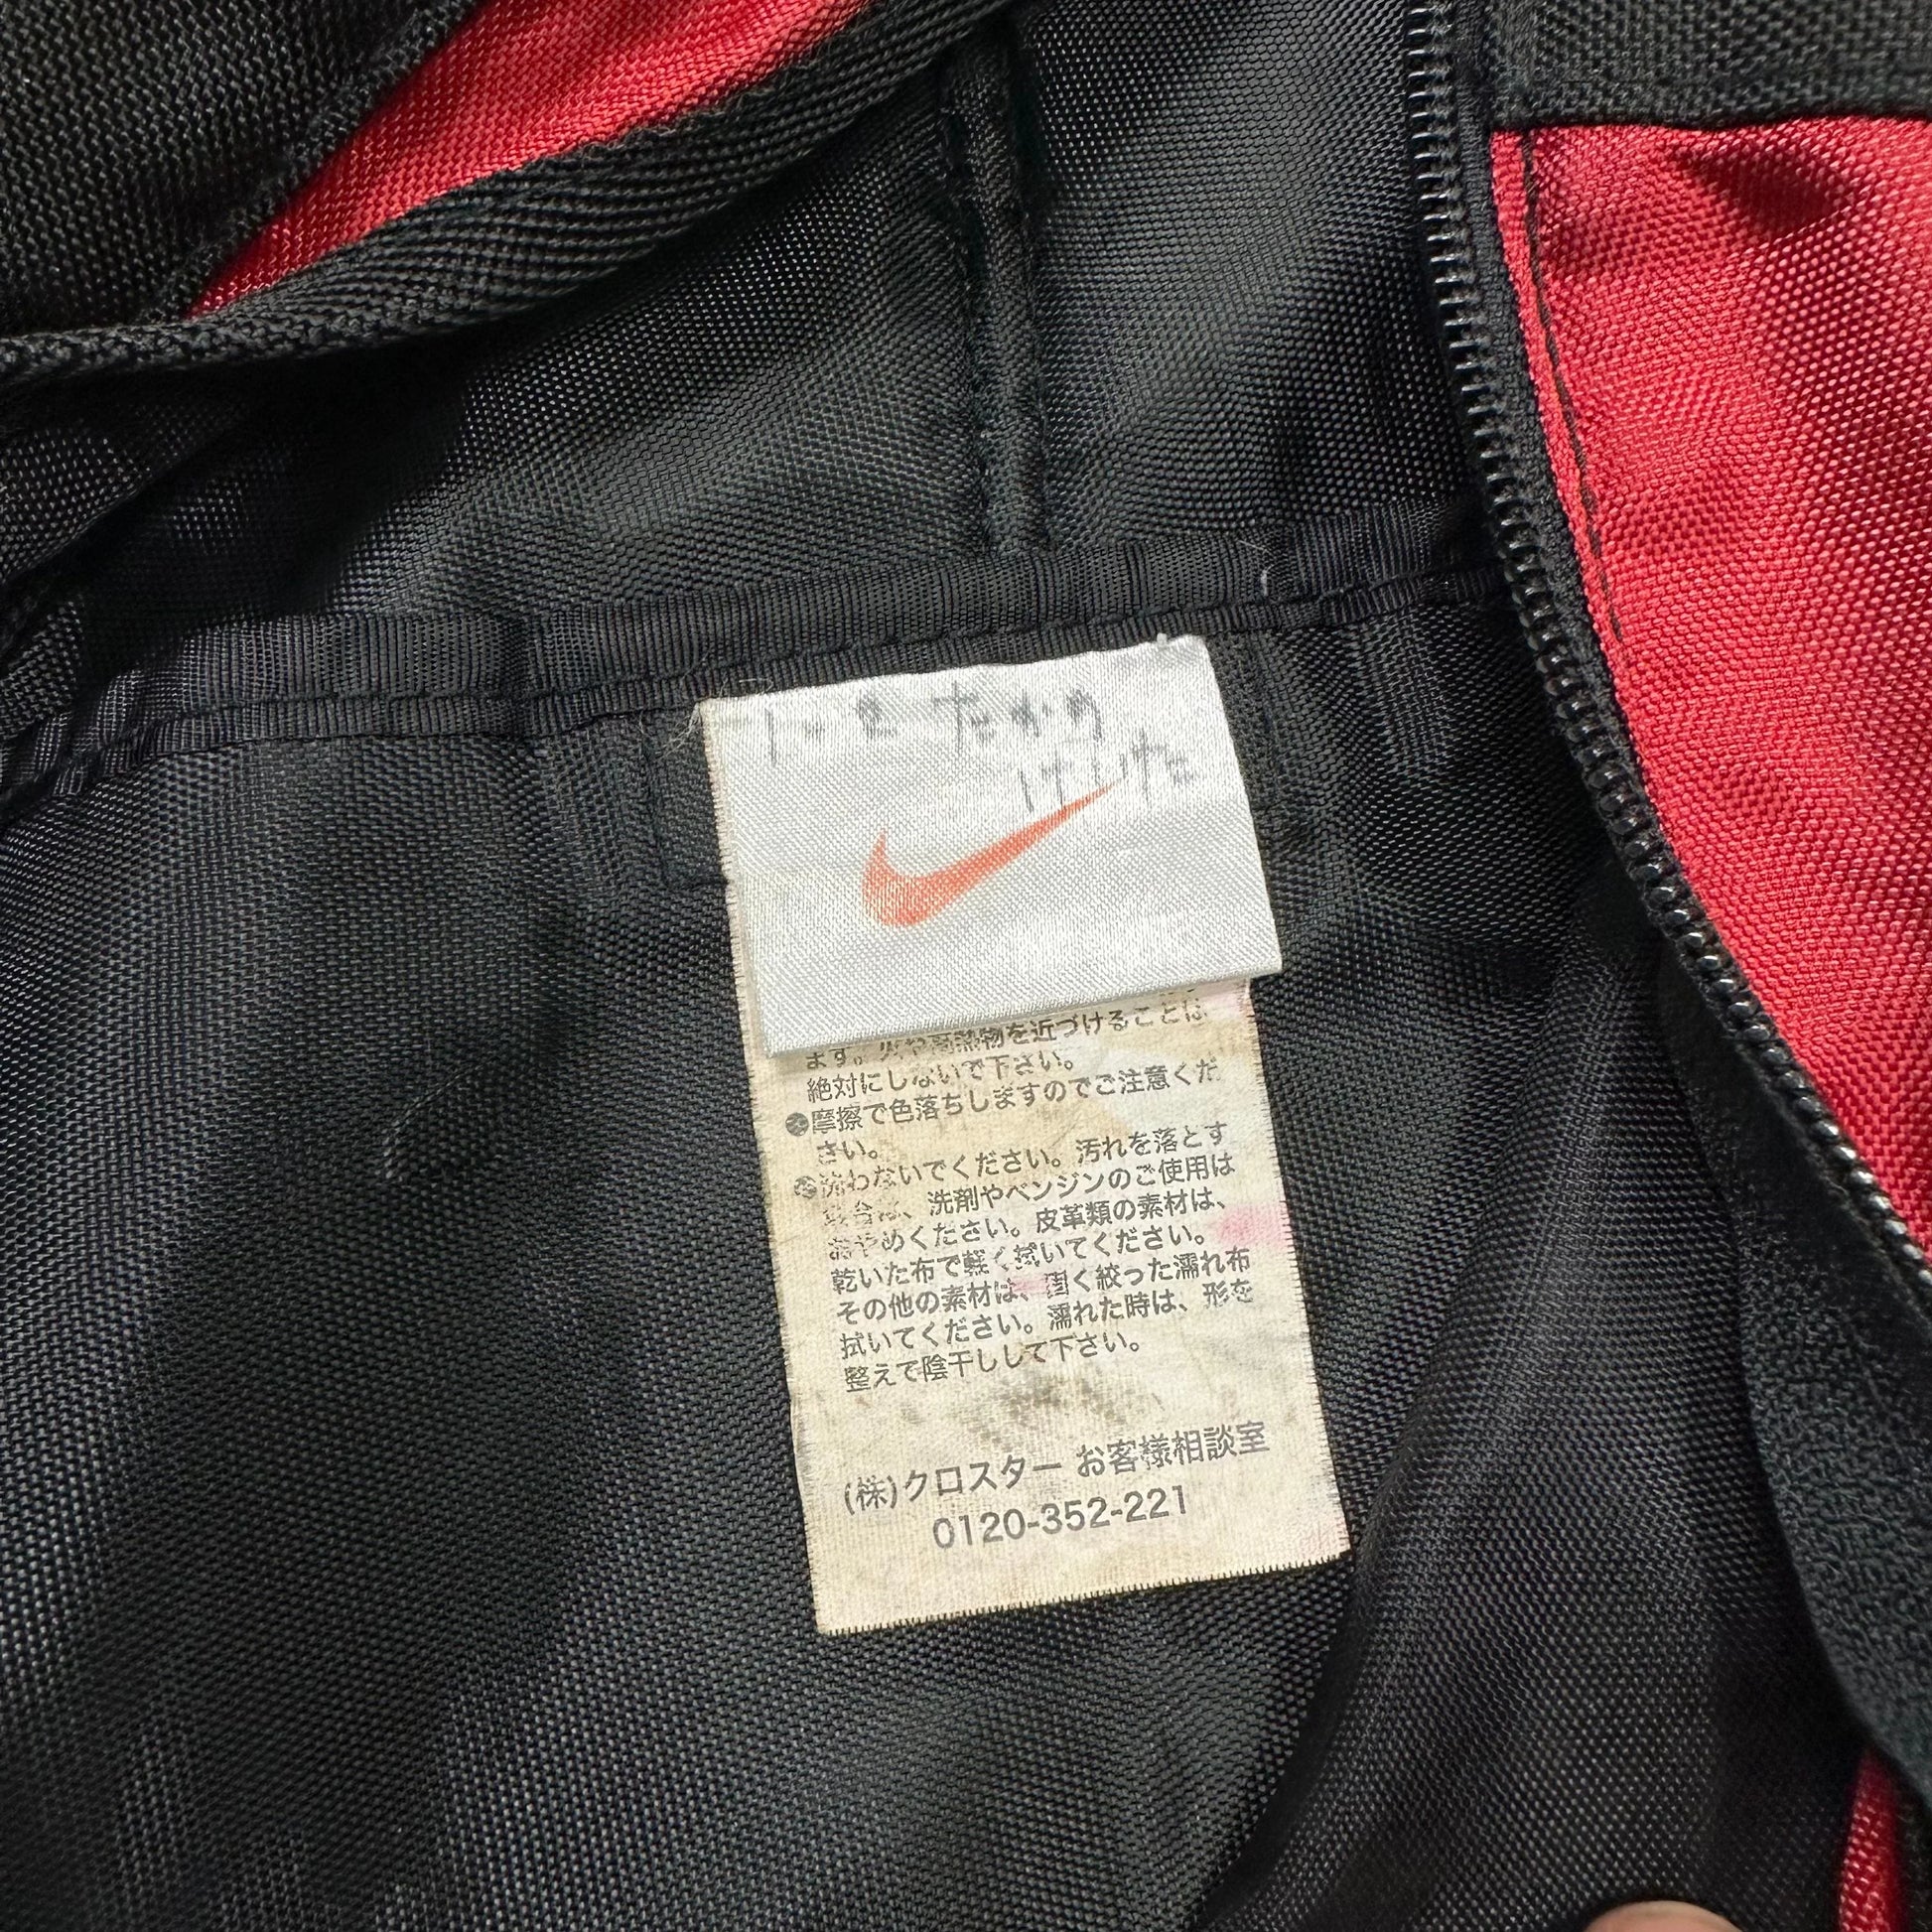 1-2 たかの
けいた
ます。火や高熱物を近づけることは
絶対にしないで下さい。
●摩擦で色落ちしますのでご注意くだ
さい。
●洗わないでください。汚れを落とす
場合は、洗剤やベンジンのご使用は
おやめください。皮革類の素材は、
乾いた布で軽く拭いてください。
その他の素材は、固く絞った濡れ布
拭いてください。濡れた時は、形を
整えて陰干しして下さい。
(株)クロスター お客様相談室
0120-352-221